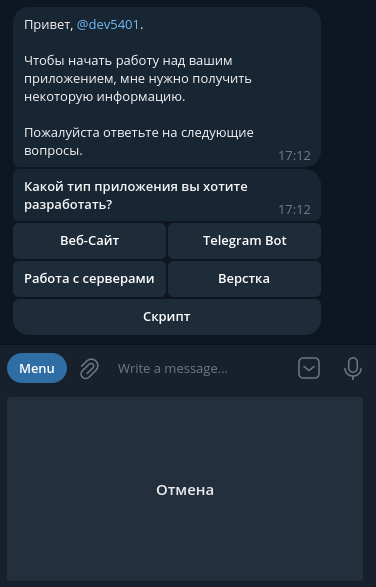 Привет, @dev5401.
Чтобы начать работу над вашим
приложением, мне нужно получить
некоторую информацию.
Пожалуйста ответьте на следующие
вопросы.
17:12
Какой тип приложения вы хотите
разработать?
17:12
Веб-Сайт
Telegram Bot
Работа с серверами
Верстка
Скрипт
Menu
Write a message...
Отмена